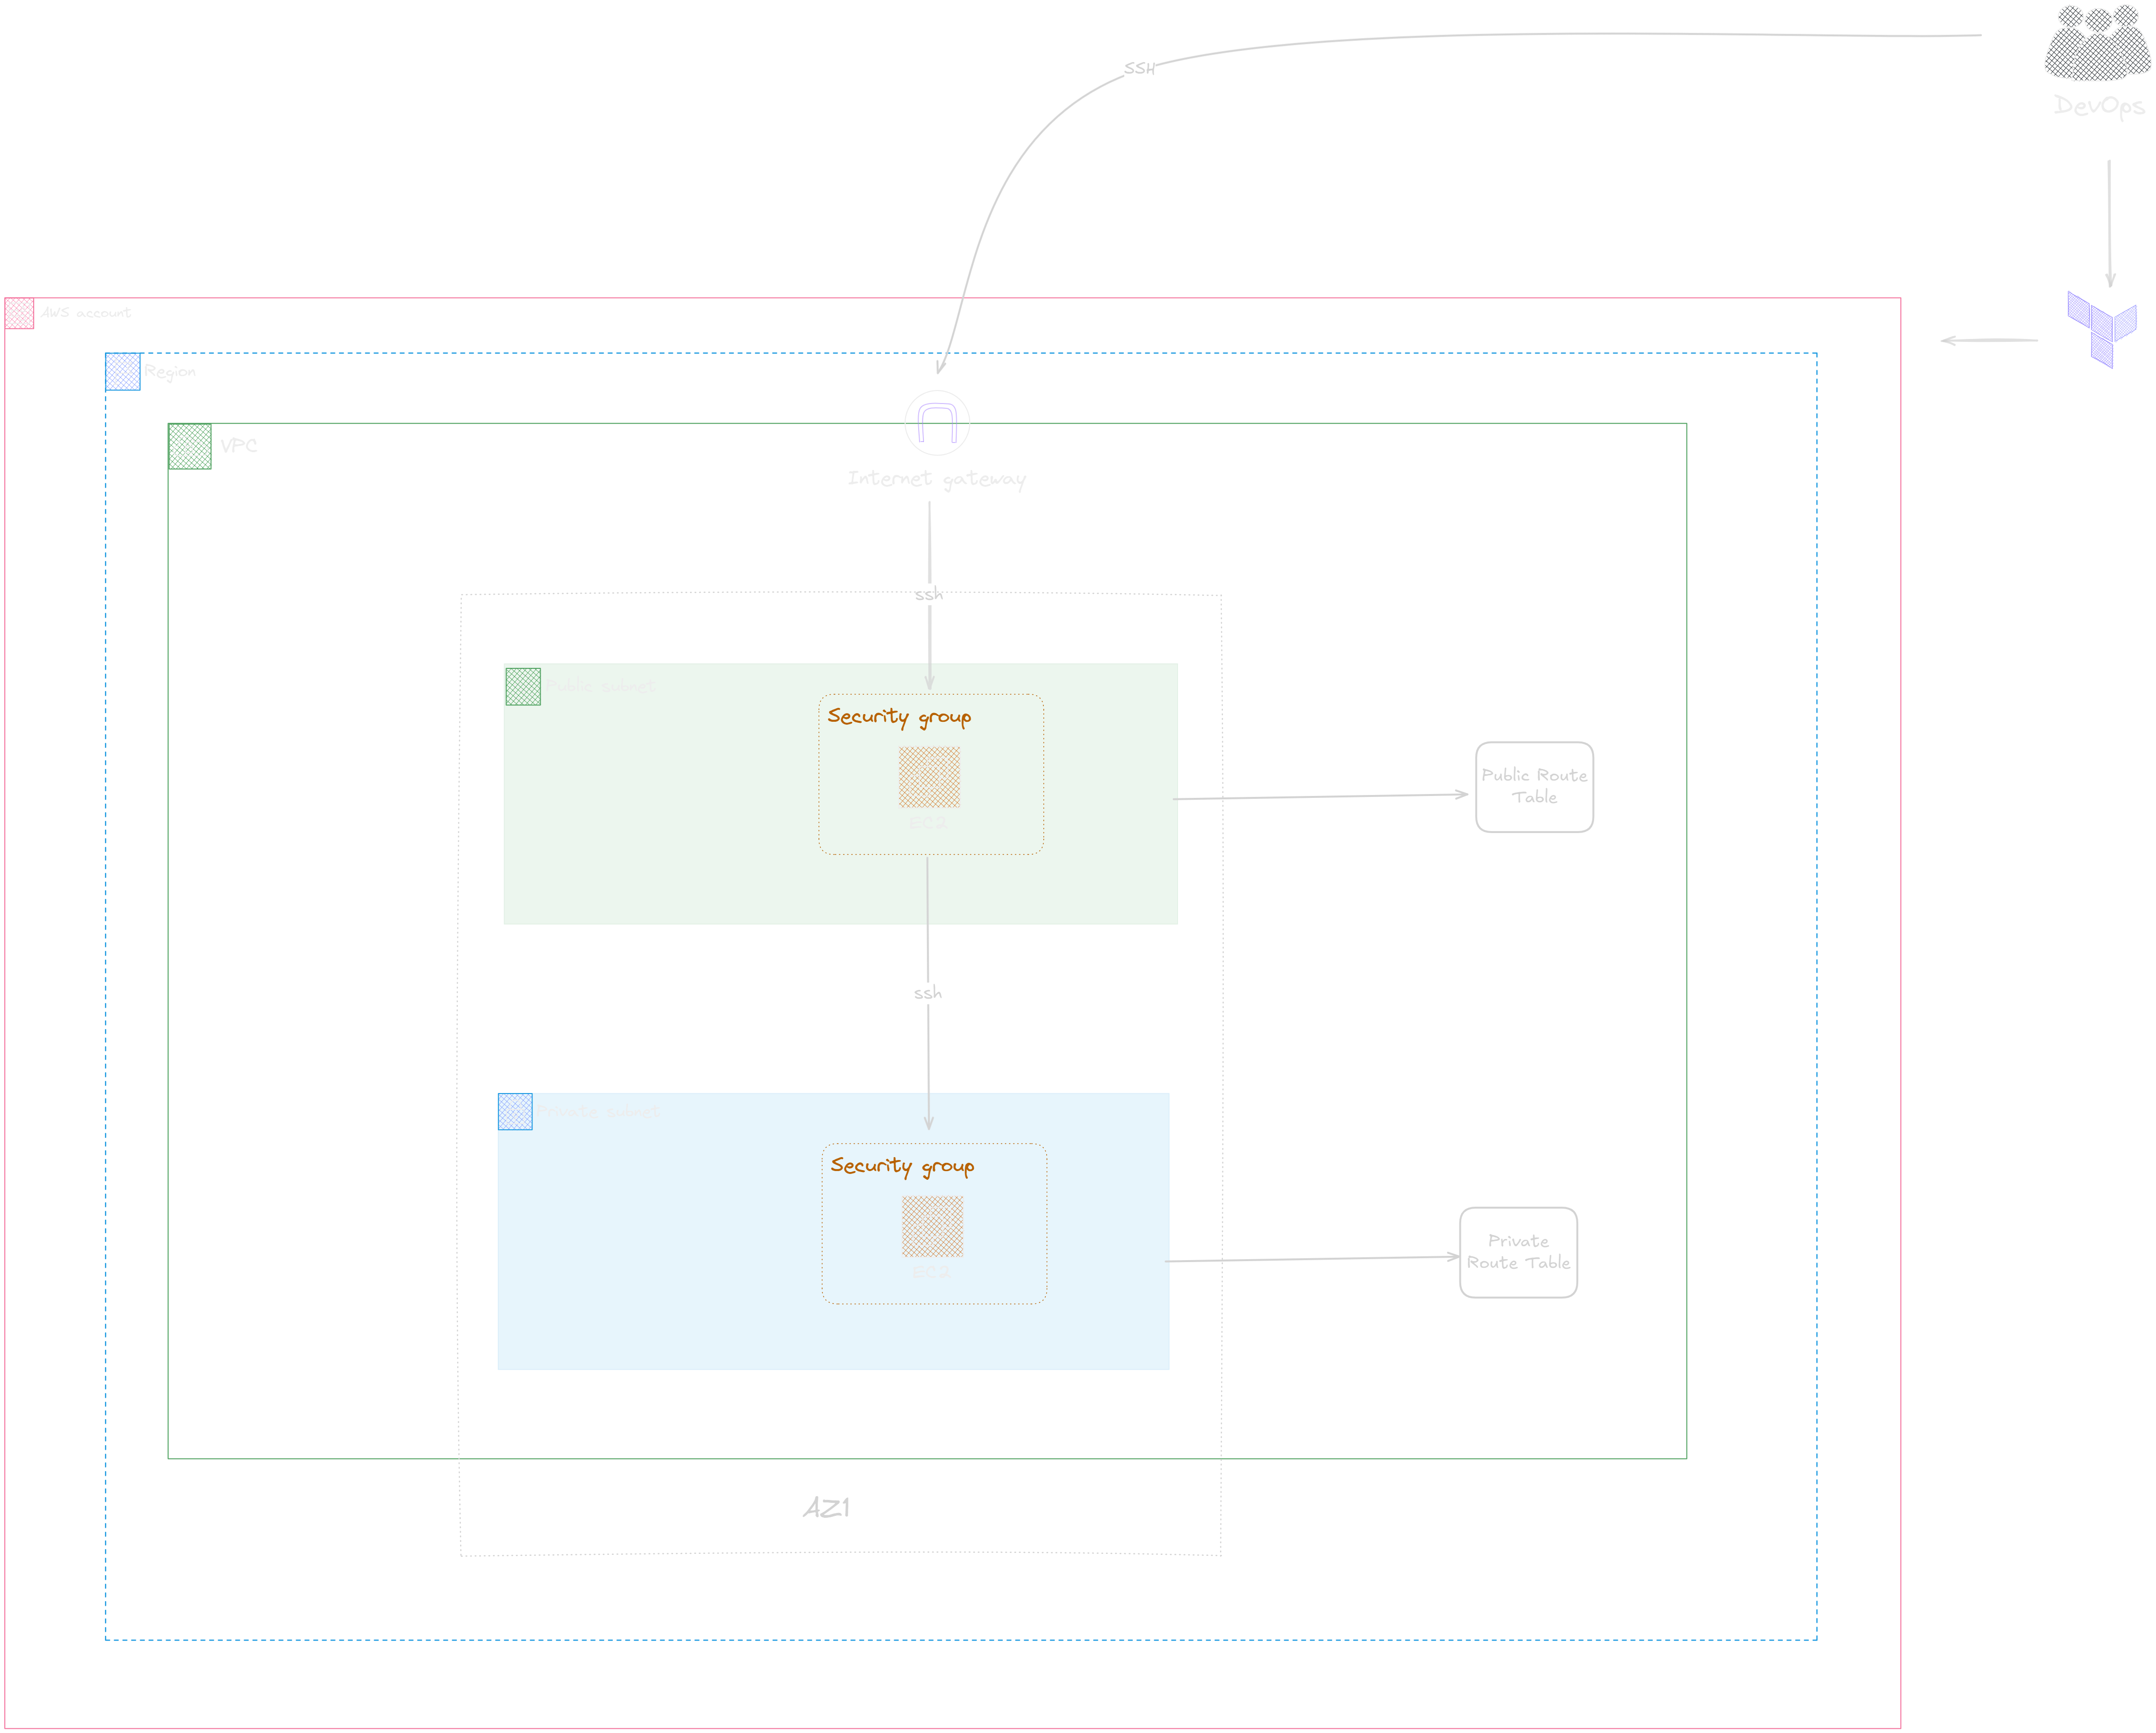 SSH
DevOps
AWS account
Region
VPC
Internet gateway
ssh
Public subnet
Security group
EC2
Public Route
Table
ssh
Private subnet
Security group
EC2
Private
Route Table
AZ1